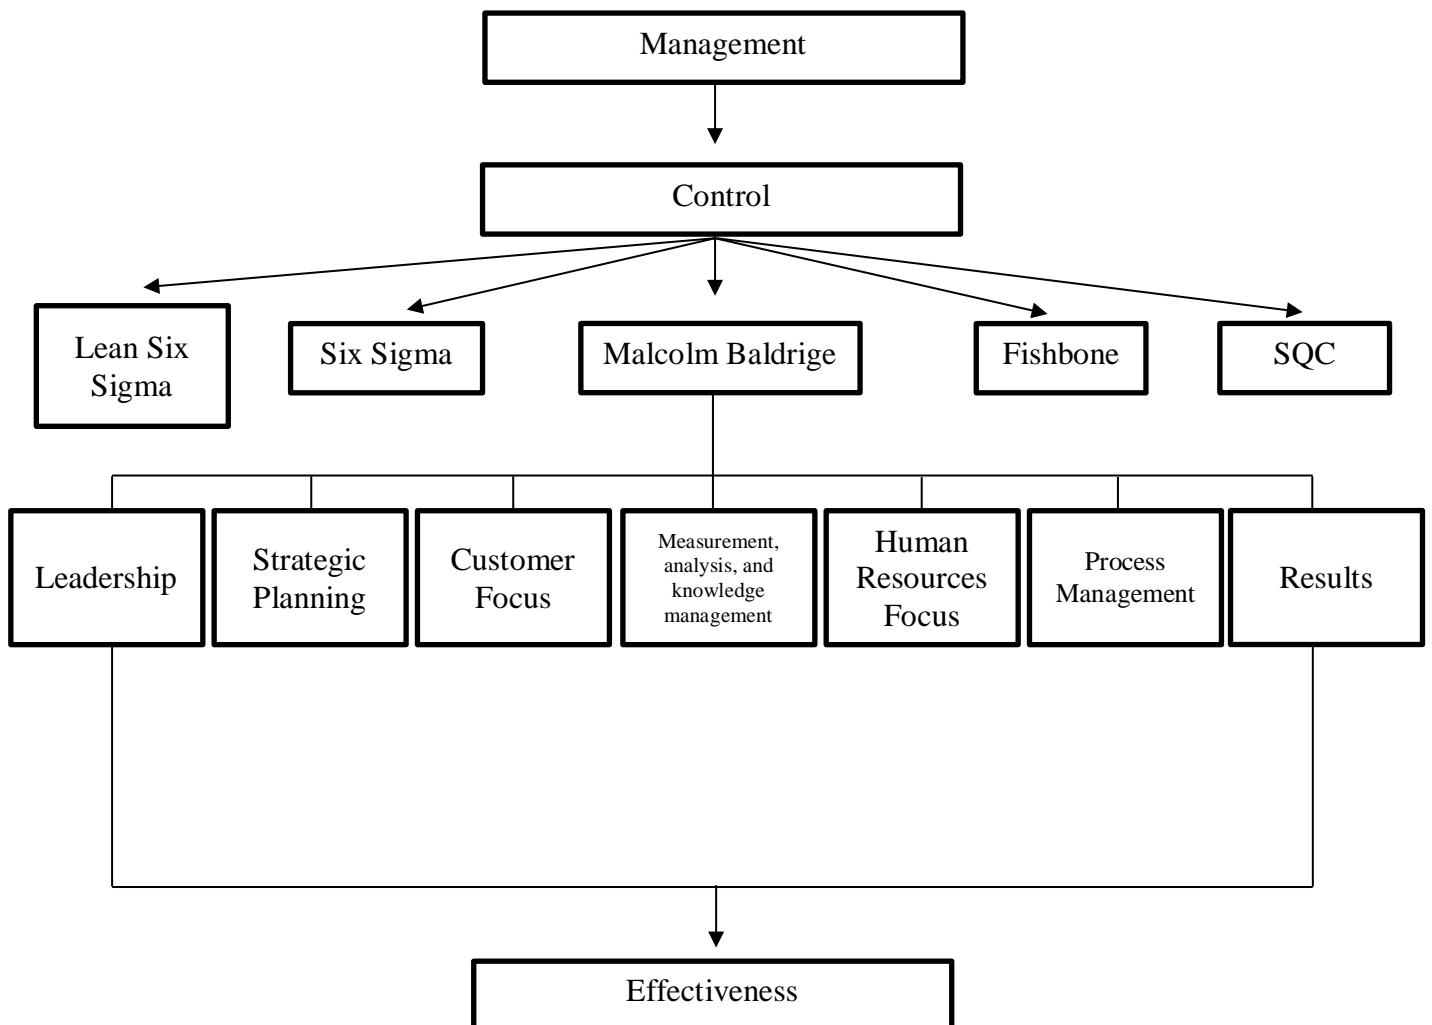 Management
Control
Lean Six
Sigma
Six Sigma
Malcolm Baldrige
Fishbone
SQC
Leadership
Strategic
Planning
Customer
Focus
Measurement,
analysis, and
knowledge
management
Human
Resources
Focus
Process
Management
Results
Effectiveness